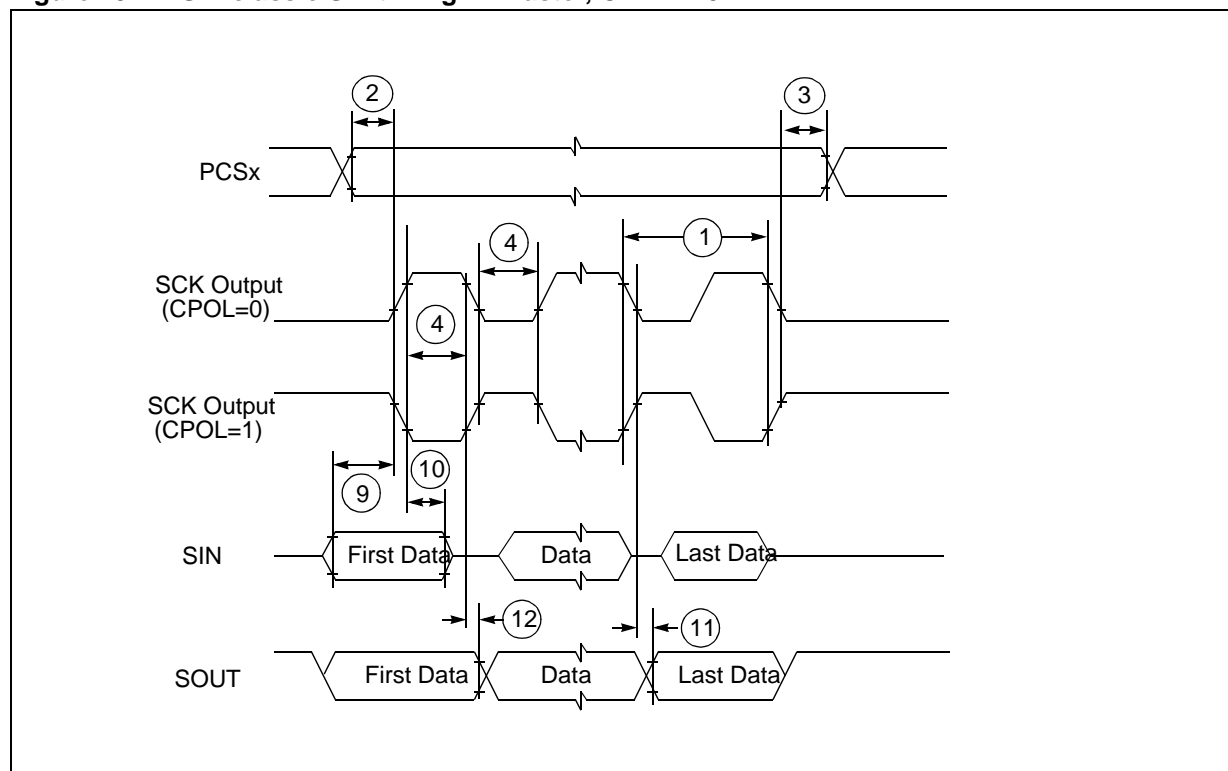 2
3
PCSx
4
1
SCK Output
(CPOL=0)
4
SCK Output
(CPOL=1)
10
9
SIN
First Data
Data
Last Data
12
11
SOUT
First Data
Data
Last Data